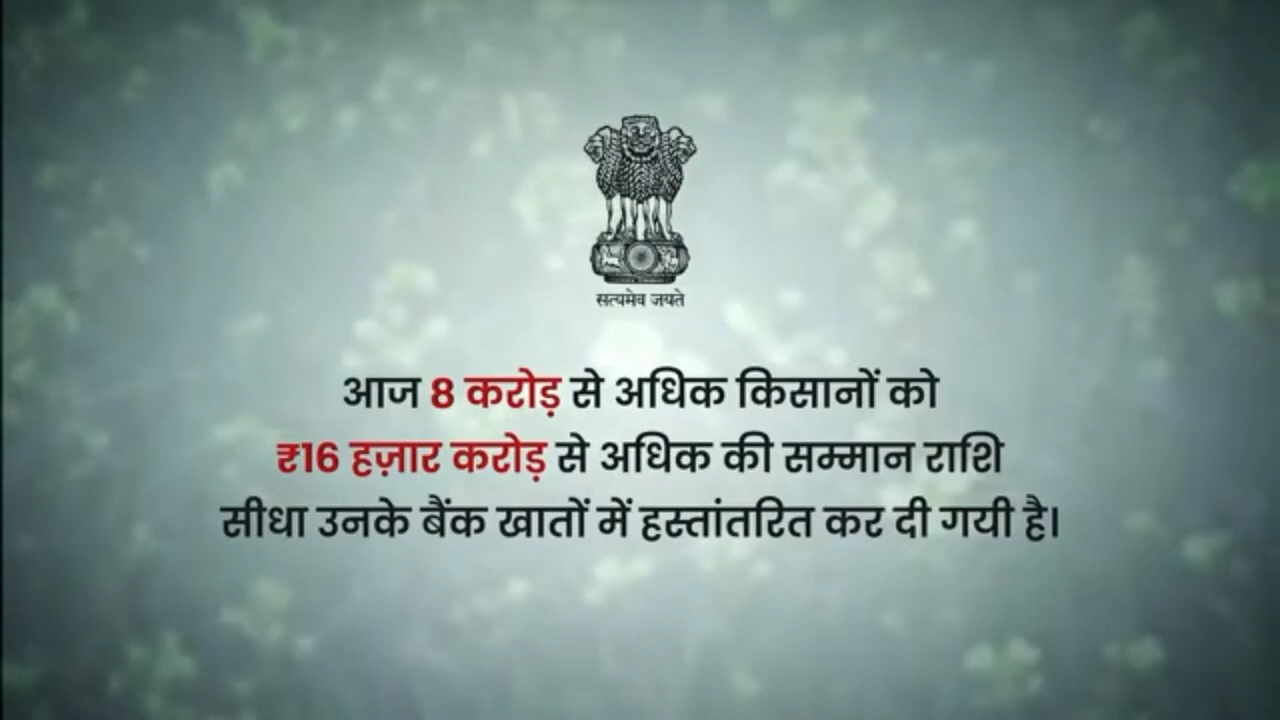 सत्यमेव जयते
आज 8 करोड़ से अधिक किसानों को
₹16 हज़ार करोड़ से अधिक की सम्मान राशि
सीधा उनके बैंक खातों में हस्तांतरित कर दी गयी है।